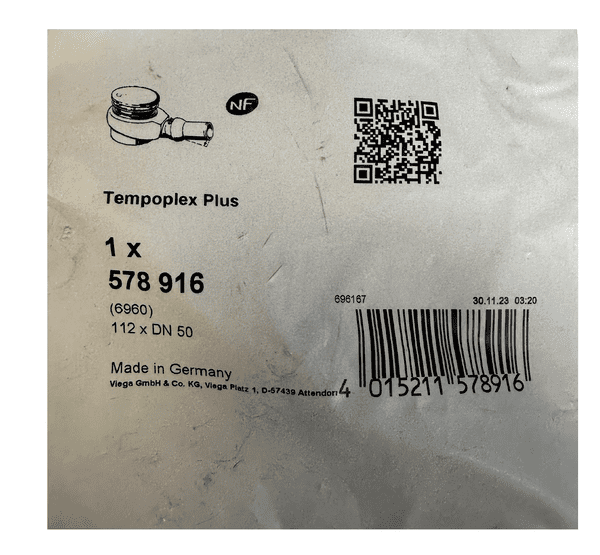 NF
Tempoplex Plus
1 x
578 916
(6960)
112 x DN 50
Made in Germany
Viega GmbH & Co. KG, Viega Platz 1, D-57439 Attendorn
696167 30.11.23 03:20
4 015211 578916